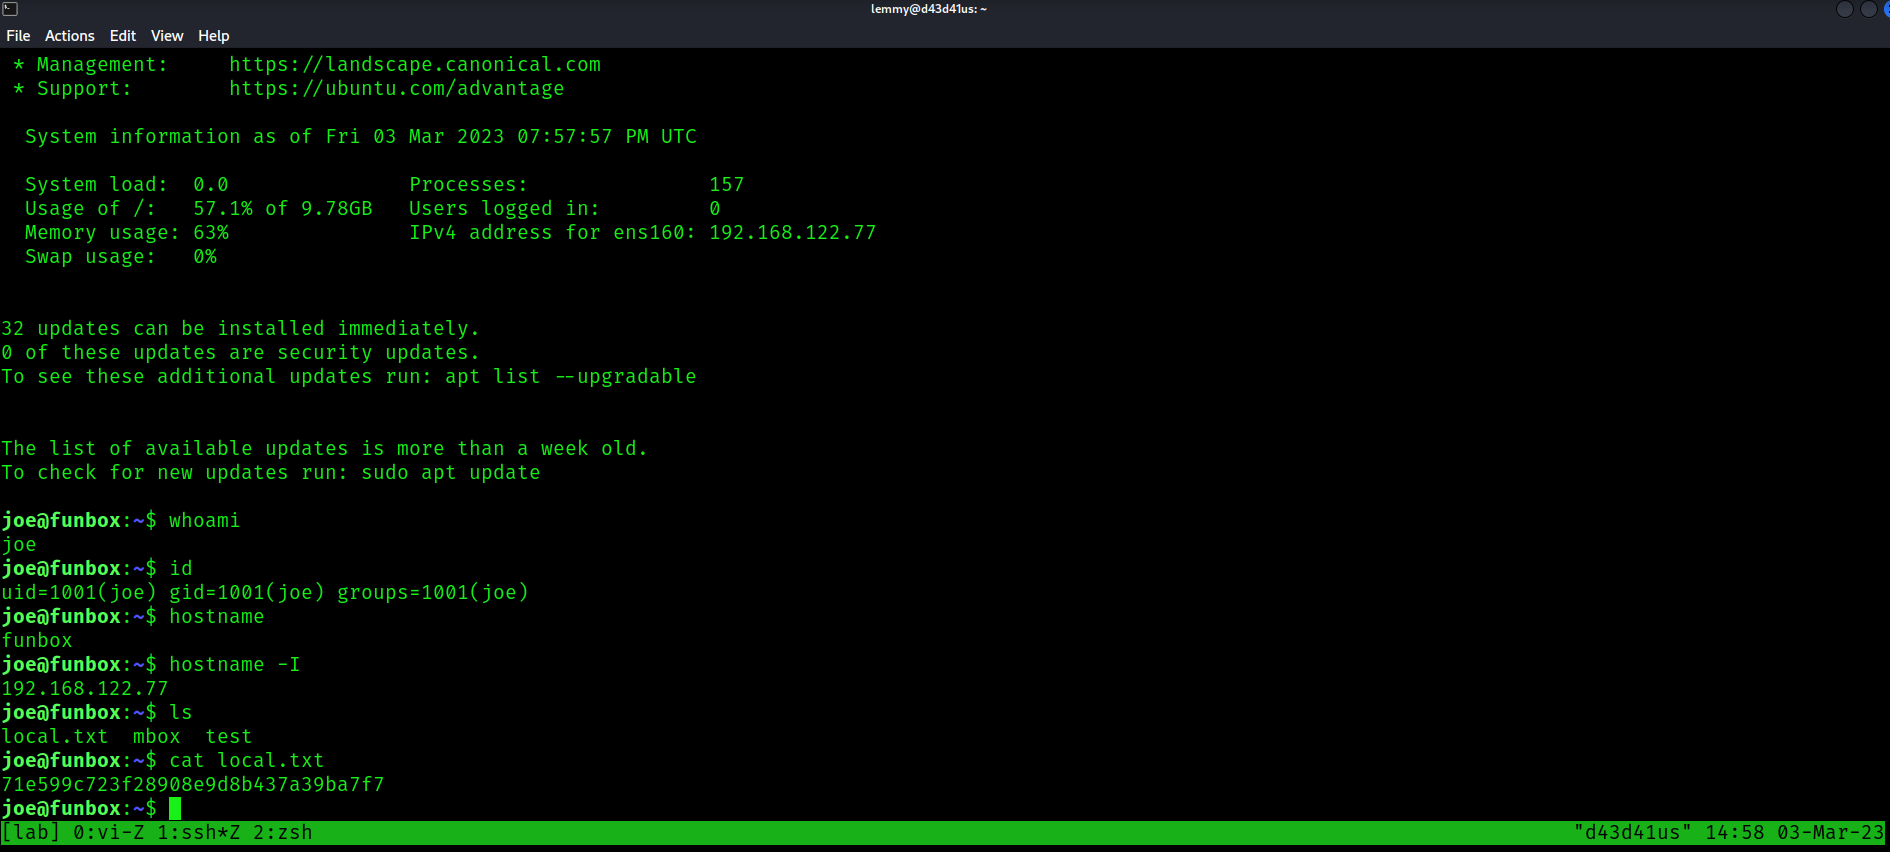 lemmy@d43d41us: ~
File Actions Edit View Help
* Management: https://landscape.canonical.com
* Support: https://ubuntu.com/advantage
System information as of Fri 03 Mar 2023 07:57:57 PM UTC
System load: 0.0 Processes: 157
Usage of /: 57.1% of 9.78GB Users logged in: 0
Memory usage: 63% IPv4 address for ens160: 192.168.122.77
Swap usage: 0%
32 updates can be installed immediately.
0 of these updates are security updates.
To see these additional updates run: apt list --upgradable
The list of available updates is more than a week old.
To check for new updates run: sudo apt update
joe@funbox:~$ whoami
joe
joe@funbox:~$ id
uid=1001(joe) gid=1001(joe) groups=1001(joe)
joe@funbox:~$ hostname
funbox
joe@funbox:~$ hostname -I
192.168.122.77
joe@funbox:~$ ls
local.txt mbox test
joe@funbox:~$ cat local.txt
71e599c723f28908e9d8b437a39ba7f7
joe@funbox:~$
[lab] 0:vi-Z 1:ssh*Z 2:zsh "d43d41us" 14:58 03-Mar-23